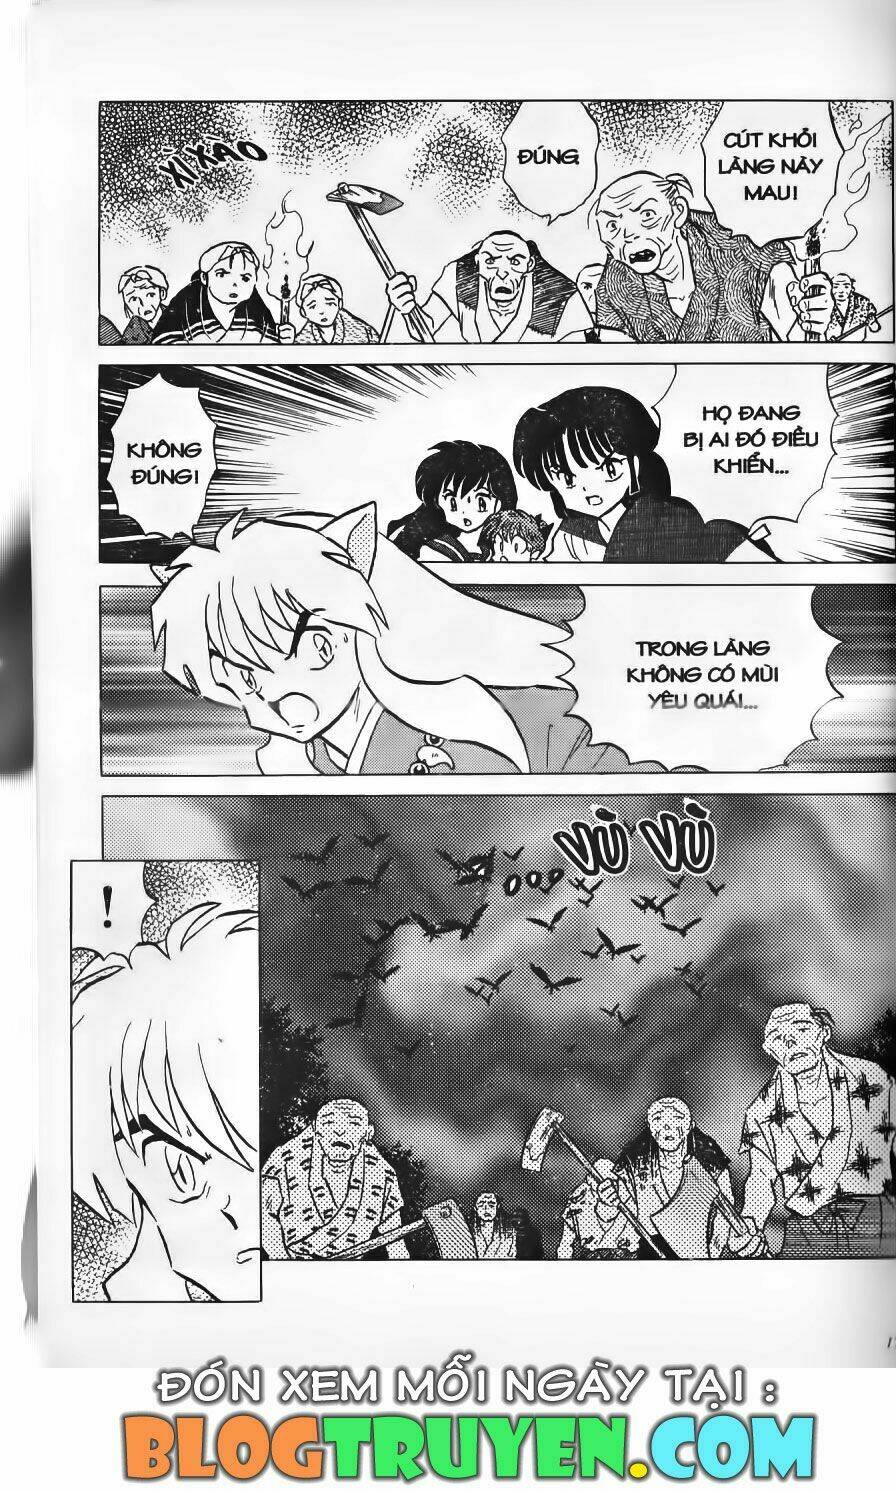 CÚT KHỎI
LÀNG NÀY
MAU!
ĐÚNG.
XÌ XÀO
HỌ ĐANG
BỊ AI ĐÓ ĐIỀU
KHIỂN...
KHÔNG
ĐÚNG!
TRONG LÀNG
KHÔNG CÓ MÙI
YÊU QUÁI...
...VÙ VÙ
!
ĐÓN XEM MỖI NGÀY TẠI :
BLOGTRUYEN.COM